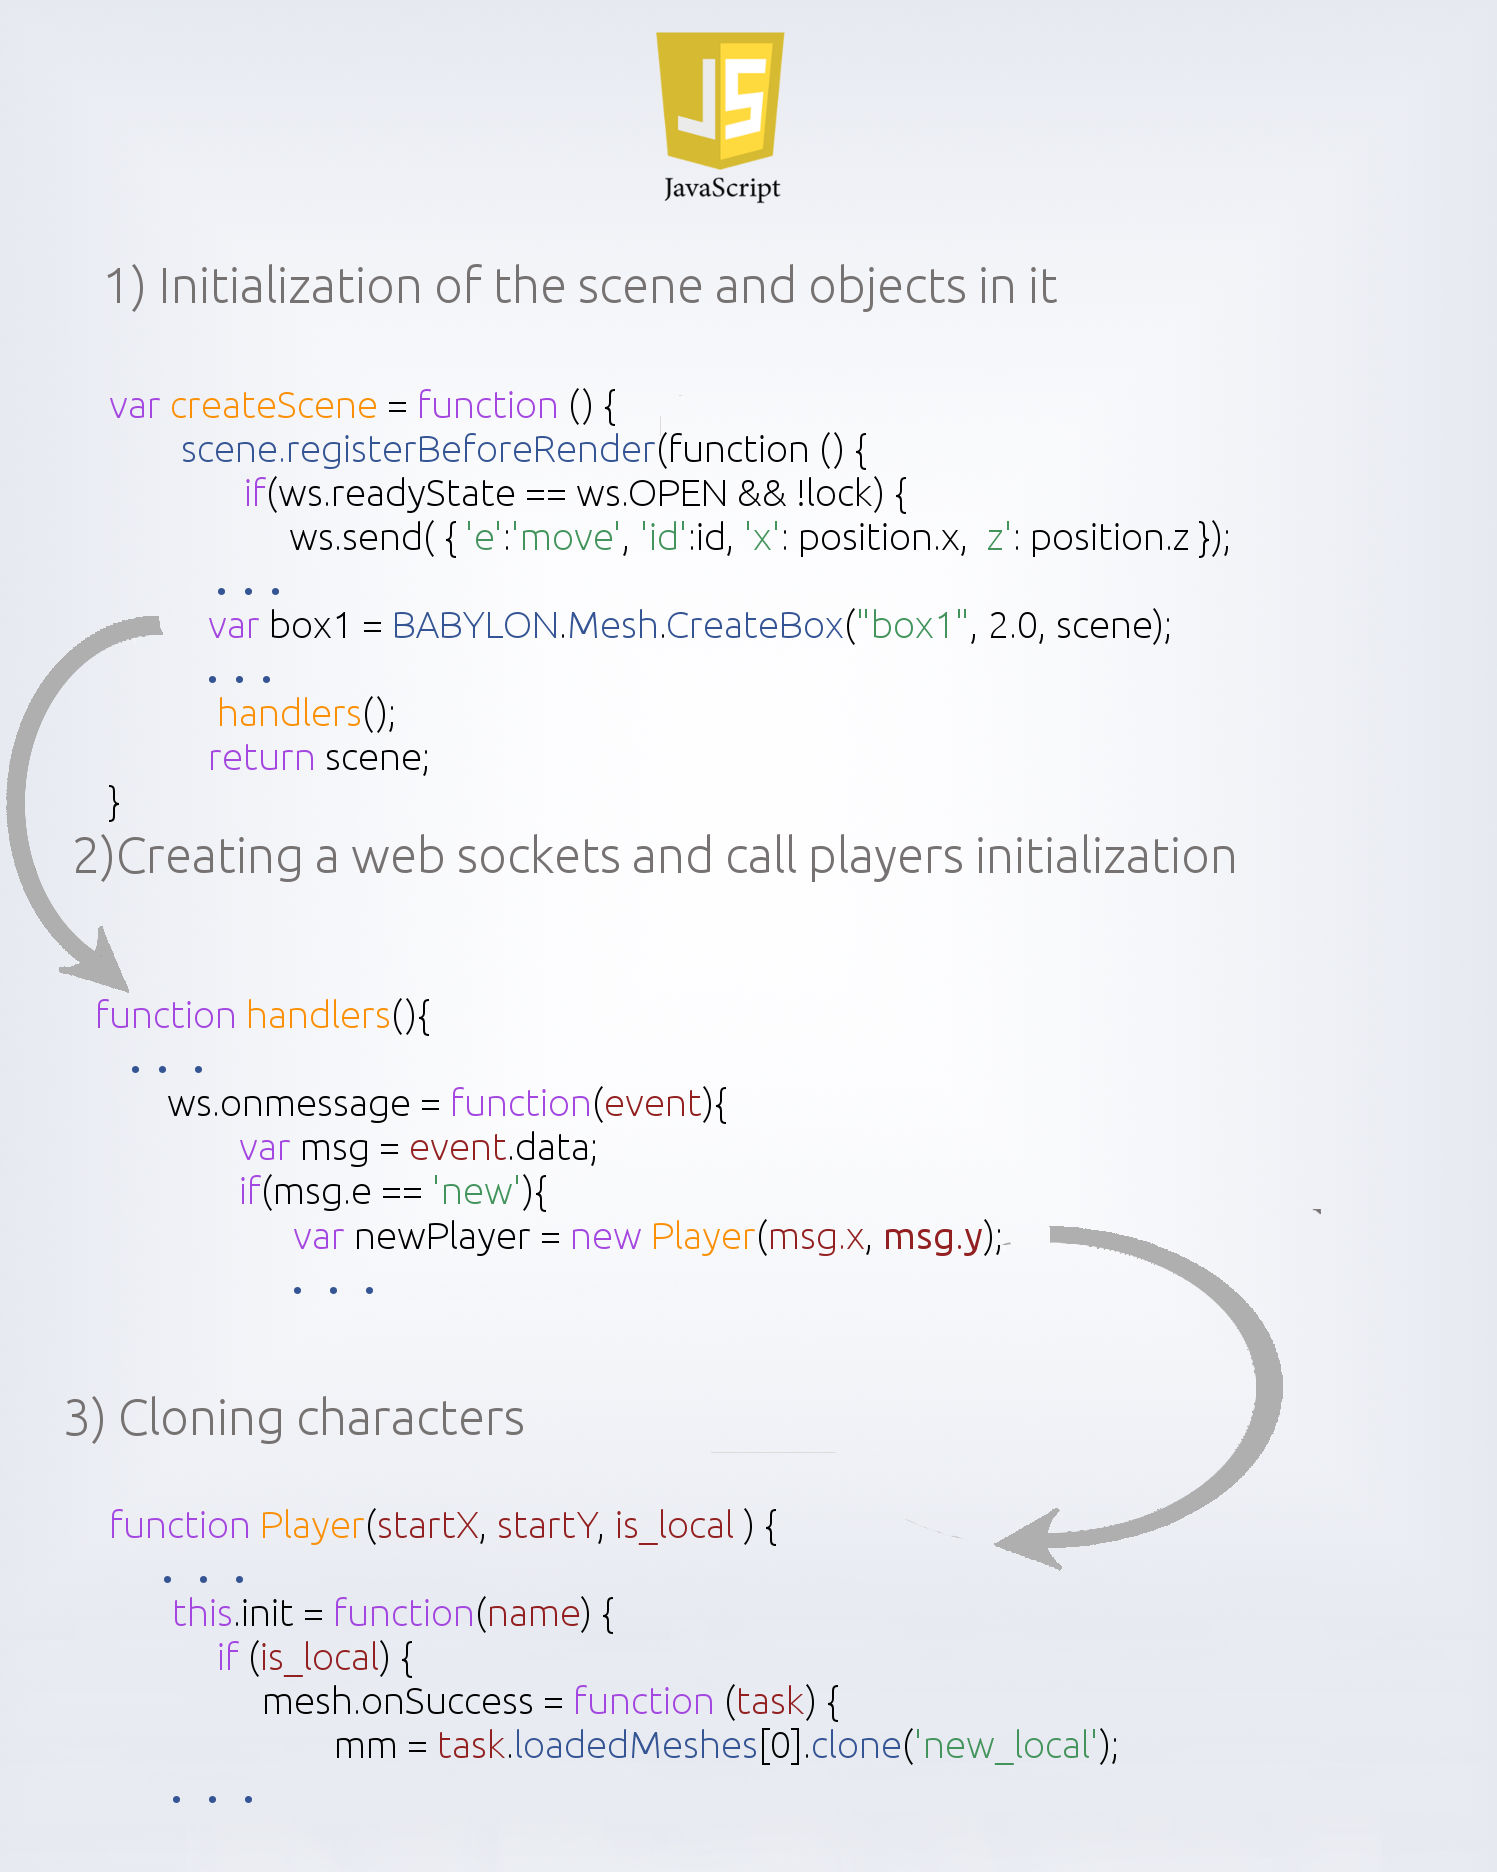 JS
JavaScript
1) Initialization of the scene and objects in it
var createScene = function () {
scene.registerBeforeRender(function () {
if(ws.readyState == ws.OPEN && !lock) {
ws.send( { 'e':'move', 'id':id, 'x': position.x, z': position.z });
. . .
var box1 = BABYLON.Mesh.CreateBox("box1", 2.0, scene);
. . .
handlers();
return scene;
}
2)Creating a web sockets and call players initialization
function handlers(){
. . .
ws.onmessage = function(event){
var msg = event.data;
if(msg.e == 'new'){
var newPlayer = new Player(msg.x, msg.y);
. . .
3) Cloning characters
function Player(startX, startY, is_local ) {
. . .
this.init = function(name) {
if (is_local) {
mesh.onSuccess = function (task) {
mm = task.loadedMeshes[0].clone('new_local');
. . .